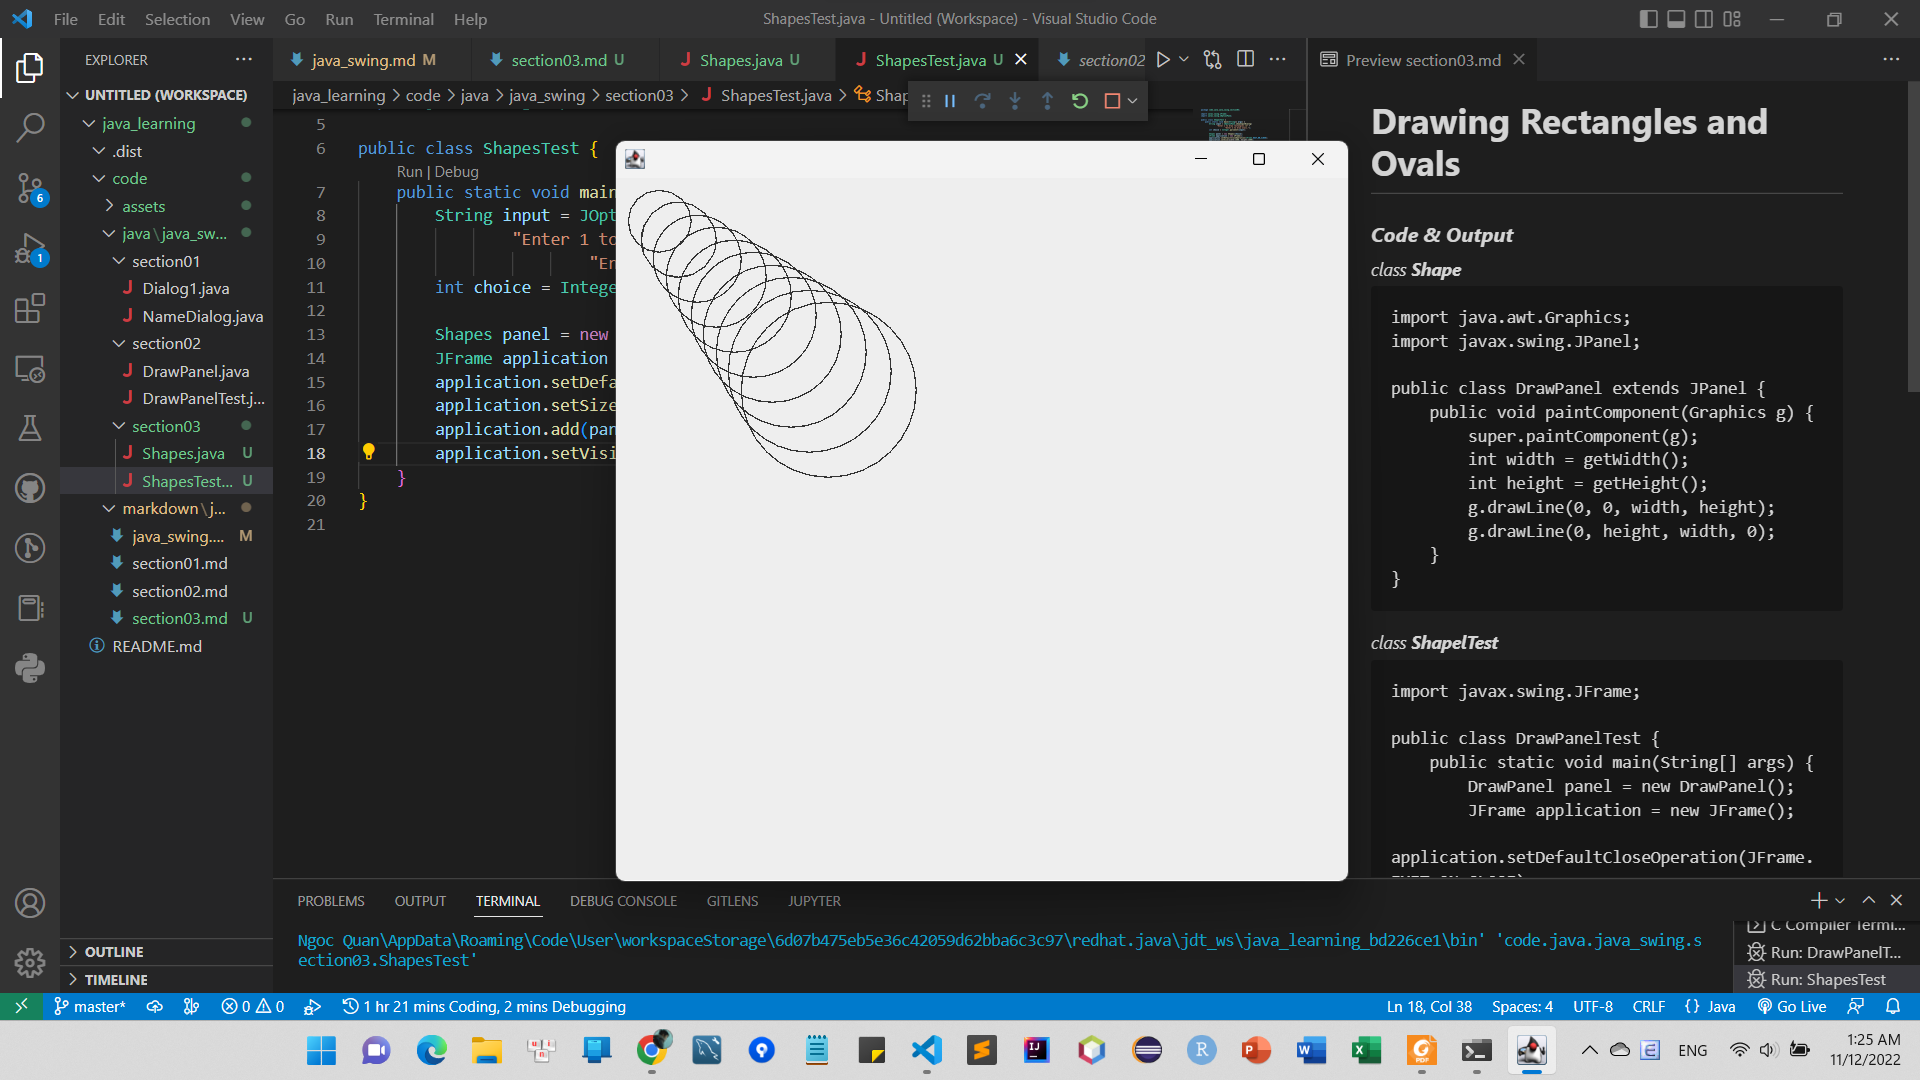 File Edit Selection View Go Run Terminal Help
ShapesTest.java - Untitled (Workspace) - Visual Studio Code
EXPLORER
UNTITLED (WORKSPACE)
java_learning
.dist
code
assets
java\java_sw...
section01
Dialog1.java
NameDialog.java
section02
DrawPanel.java
DrawPanelTest.j...
section03
Shapes.java U
ShapesTest... U
markdown\j...
java_swing.... M
section01.md
section02.md
section03.md U
README.md
OUTLINE
TIMELINE
6
1
java_swing.md M
section03.md U
Shapes.java U
ShapesTest.java U
section02
java_learning > code > java > java_swing > section03 > ShapesTest.java > Shap
5
6 public class ShapesTest {
Run | Debug
7 public static void main
8 String input = JOpt
9 "Enter 1 to
10 "En
11 int choice = Intege
12
13 Shapes panel = new
14 JFrame application
15 application.setDefa
16 application.setSize
17 application.add(pan
18 application.setVisi
19 }
20 }
21
Preview section03.md
Drawing Rectangles and
Ovals
Code & Output
class Shape
import java.awt.Graphics;
import javax.swing.JPanel;
public class DrawPanel extends JPanel {
public void paintComponent(Graphics g) {
super.paintComponent(g);
int width = getWidth();
int height = getHeight();
g.drawLine(0, 0, width, height);
g.drawLine(0, height, width, 0);
}
}
class ShapelTest
import javax.swing.JFrame;
public class DrawPanelTest {
public static void main(String[] args) {
DrawPanel panel = new DrawPanel();
JFrame application = new JFrame();
application.setDefaultCloseOperation(JFrame.
PROBLEMS OUTPUT TERMINAL DEBUG CONSOLE GITLENS JUPYTER
Ngoc Quan\AppData\Roaming\Code\User\workspaceStorage\6d07b475eb5e36c42059d62bba6c3c97\redhat.java\jdt_ws\java_learning_bd226ce1\bin' 'code.java.java_swing.s
ection03.ShapesTest'
C Compiler Termi...
Run: DrawPanelT...
Run: ShapesTest
master* 0 0 1 hr 21 mins Coding, 2 mins Debugging
Ln 18, Col 38 Spaces: 4 UTF-8 CRLF {} Java Go Live
ENG
1:25 AM
11/12/2022